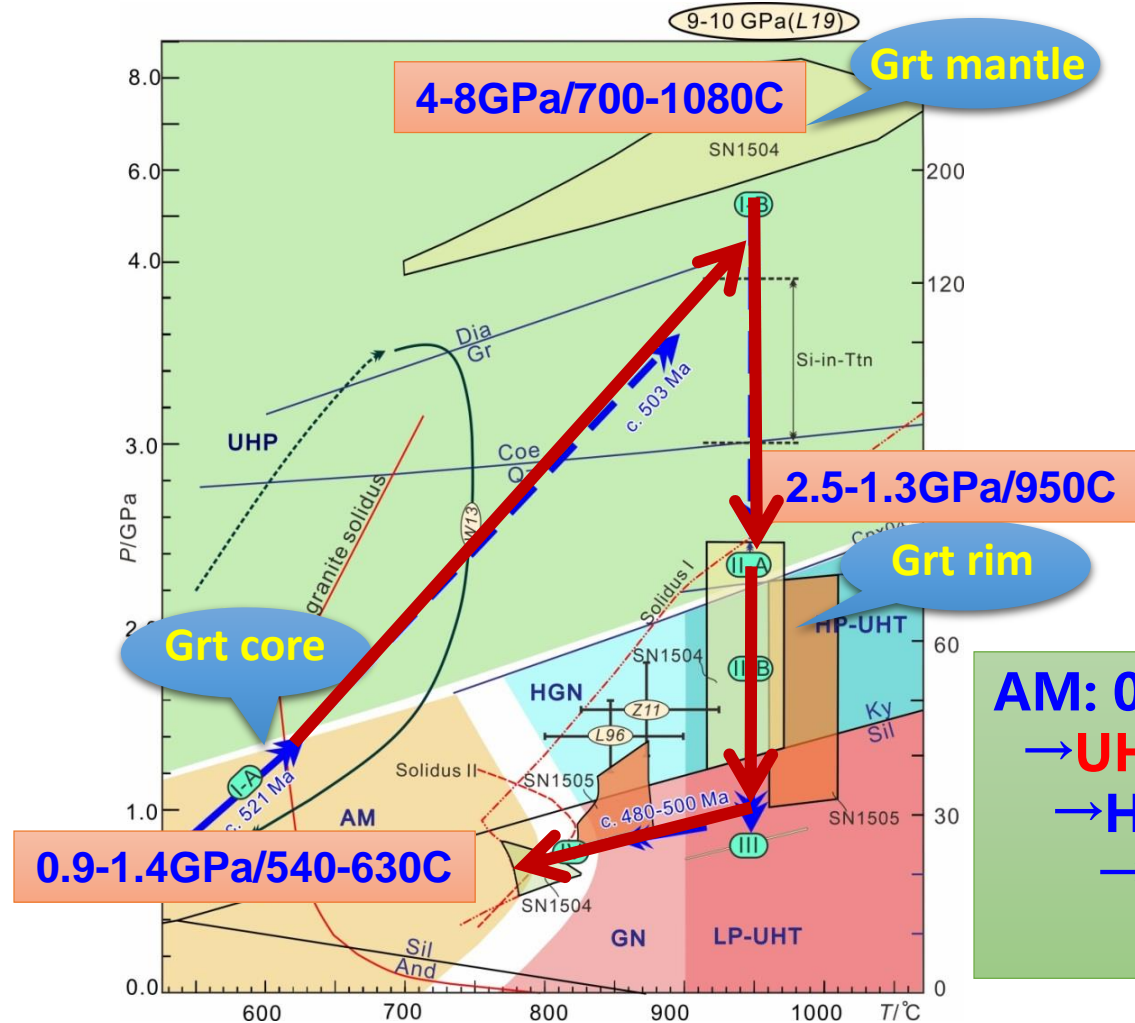 9-10 GPa(L19)
8.0
Grt mantle
4-8GPa/700-1080C
SN1504
6.0
200
I-B
4.0
120
Dia
Gr
Si-in-Ttn
c. 503 Ma
UHP
3.0
Coe
W13
2.5-1.3GPa/950C
P/GPa
granite solidus
Grt rim
II-A
Solidus I
Grt core
HP-UHT
60
SN1504
HGN
Z11
AM: 0
→UH
Ky
Sil
L96
→H
I-A
Solidus II
SN1505
c. 521 Ma
1.0
AM
c. 480-500 Ma
SN1505
30
III
0.9-1.4GPa/540-630C
→
SN1504
GN
LP-UHT
Sil
And
0.0
0
600
700
800
900
1000
T/°C